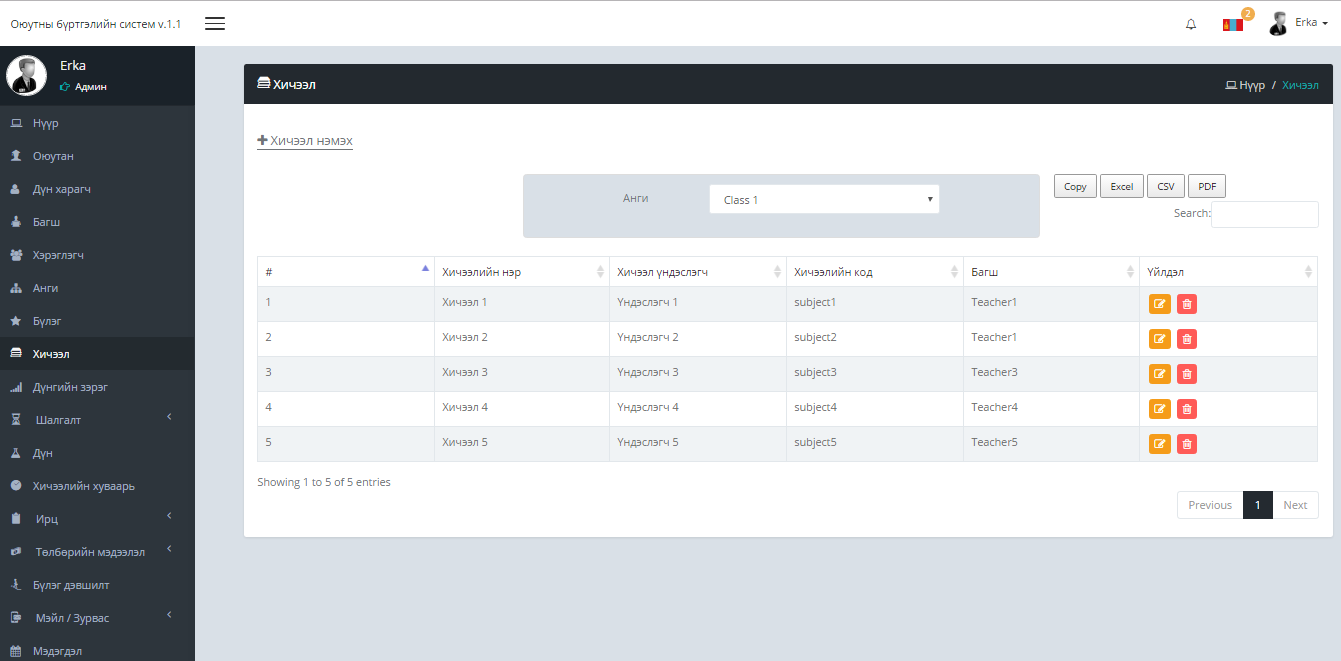 Оюутны бүртгэлийн систем v.1.1
2
Erka
Erka
Админ
Нүүр
Оюутан
Дүн харагч
Багш
Хэрэглэгч
Анги
Бүлэг
Хичээл
Дүнгийн зэрэг
Шалгалт
Дүн
Хичээлийн хуваарь
Ирц
Төлбөрийн мэдээлэл
Бүлэг дэвшилт
Мэйл / Зурвас
Мэдэгдэл
Хичээл
Нүүр / Хичээл
Хичээл нэмэх
Анги Class 1
Copy Excel CSV PDF
Search:
# Хичээлийн нэр Хичээл үндэслэгч Хичээлийн код Багш Үйлдэл
1 Хичээл 1 Үндэслэгч 1 subject1 Teacher1
2 Хичээл 2 Үндэслэгч 2 subject2 Teacher1
3 Хичээл 3 Үндэслэгч 3 subject3 Teacher3
4 Хичээл 4 Үндэслэгч 4 subject4 Teacher4
5 Хичээл 5 Үндэслэгч 5 subject5 Teacher5
Showing 1 to 5 of 5 entries
Previous 1 Next